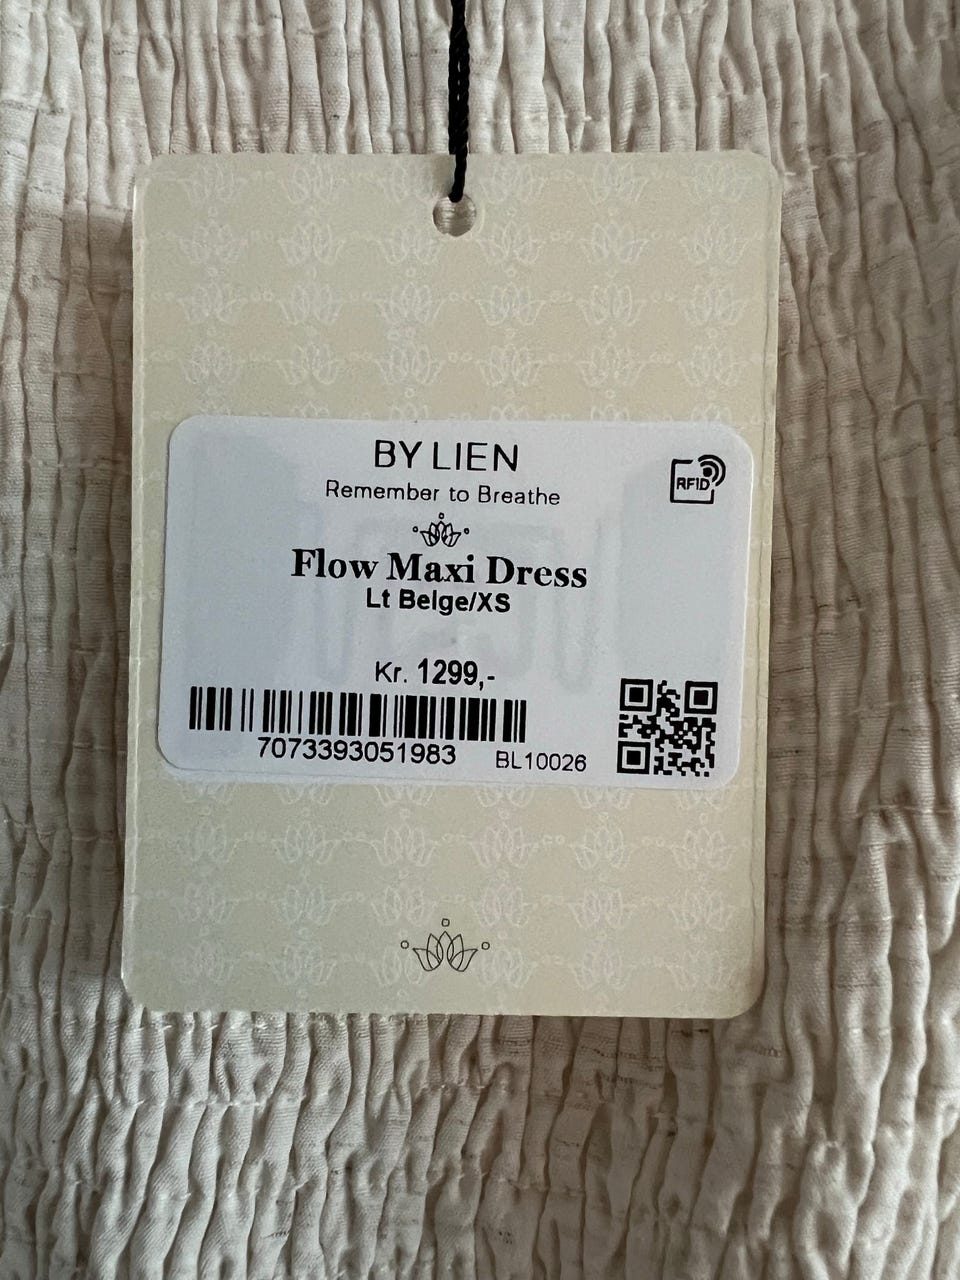 BY LIEN
RFID
Remember to Breathe
Flow Maxi Dress
Lt Beige/XS
Kr. 1299,-
7073393051983
BL10026